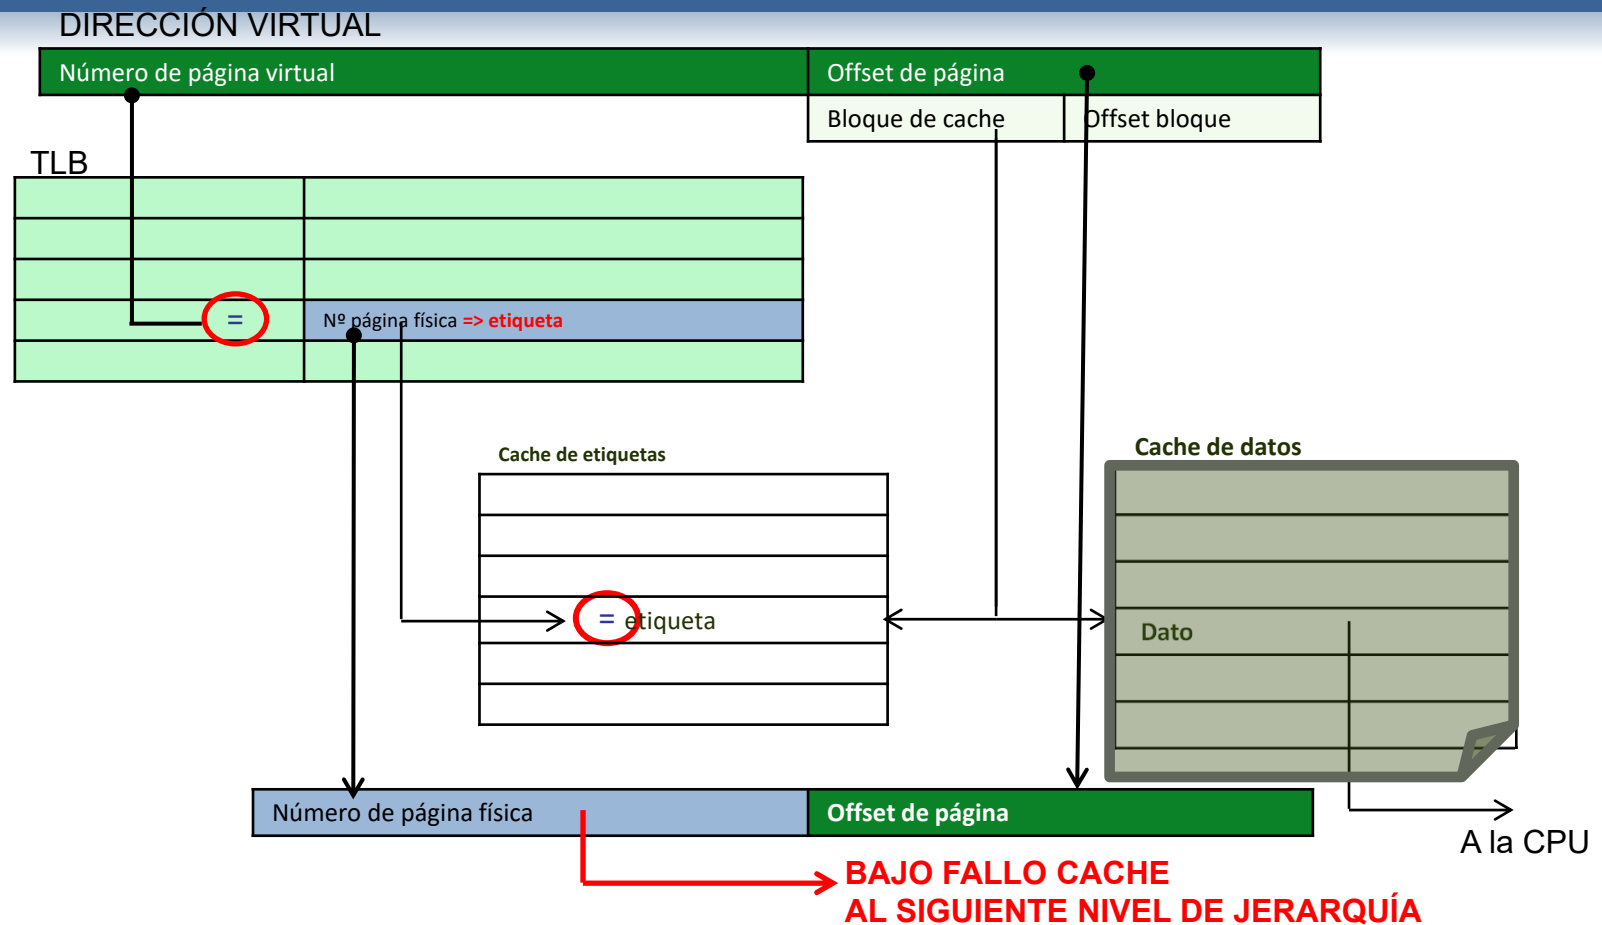 DIRECCIÓN VIRTUAL
Número de página virtual
Offset de página
Bloque de cache
Offset bloque
TLB
=
Nº página física => etiqueta
Cache de etiquetas
Cache de datos
= etiqueta
Dato
Número de página física
Offset de página
A la CPU
BAJO FALLO CACHE
AL SIGUIENTE NIVEL DE JERARQUÍA